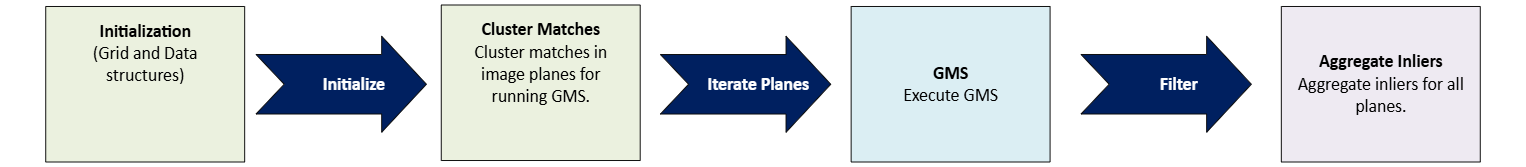 Initialization
(Grid and Data
structures)
Initialize
Cluster Matches
Cluster matches in
image planes for
running GMS.
Iterate Planes
GMS
Execute GMS
Filter
Aggregate Inliers
Aggregate inliers for all
planes.